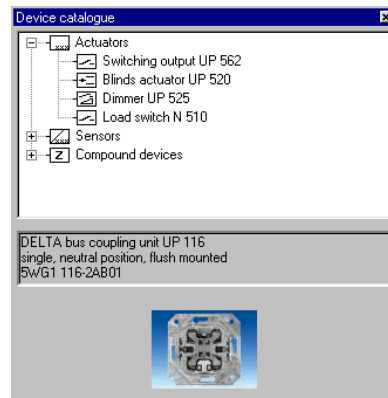 Device catalogue
Actuators
Switching output UP 562
Blinds actuator UP 520
Dimmer UP 525
Load switch N 510
Sensors
Z Compound devices
DELTA bus coupling unit UP 116
single, neutral position, flush mounted
5WG1 116-2AB01